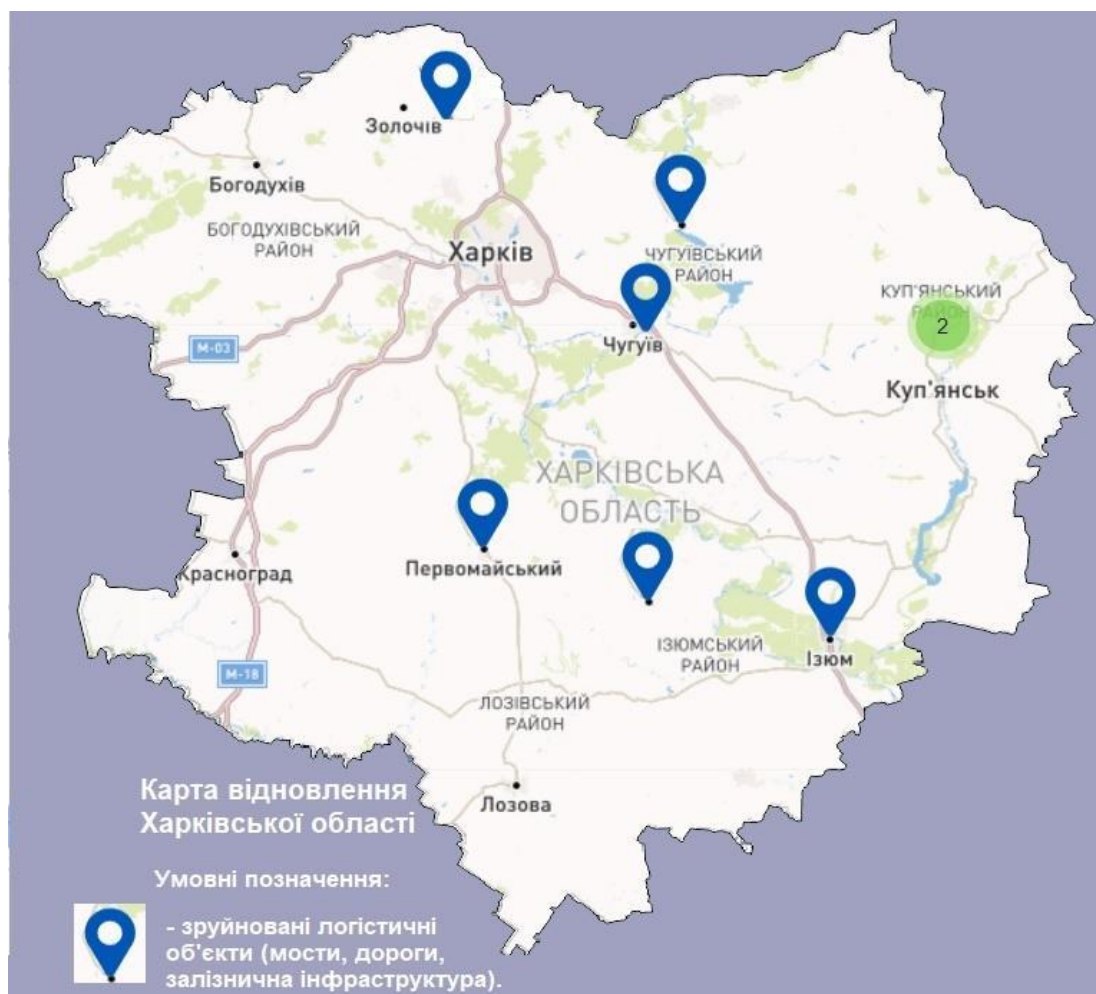 Золочів
Богодухів
БОГОДУХІВСЬКИЙ
РАЙОН
Харків
ЧУГУЇВСЬКИЙ
РАЙОН
КУП'ЯНСЬКИЙ
РАЙОН
2
М-03
Чугуїв
Куп'янськ
ХАРКІВСЬКА
ОБЛАСТЬ
Первомайський
Красноград
ІЗЮМСЬКИЙ
РАЙОН
Ізюм
М-18
ЛОЗІВСЬКИЙ
РАЙОН
Лозова
Карта відновлення
Харківської області
Умовні позначення:
- зруйновані логістичні
об'єкти (мости, дороги,
залізнична інфраструктура).